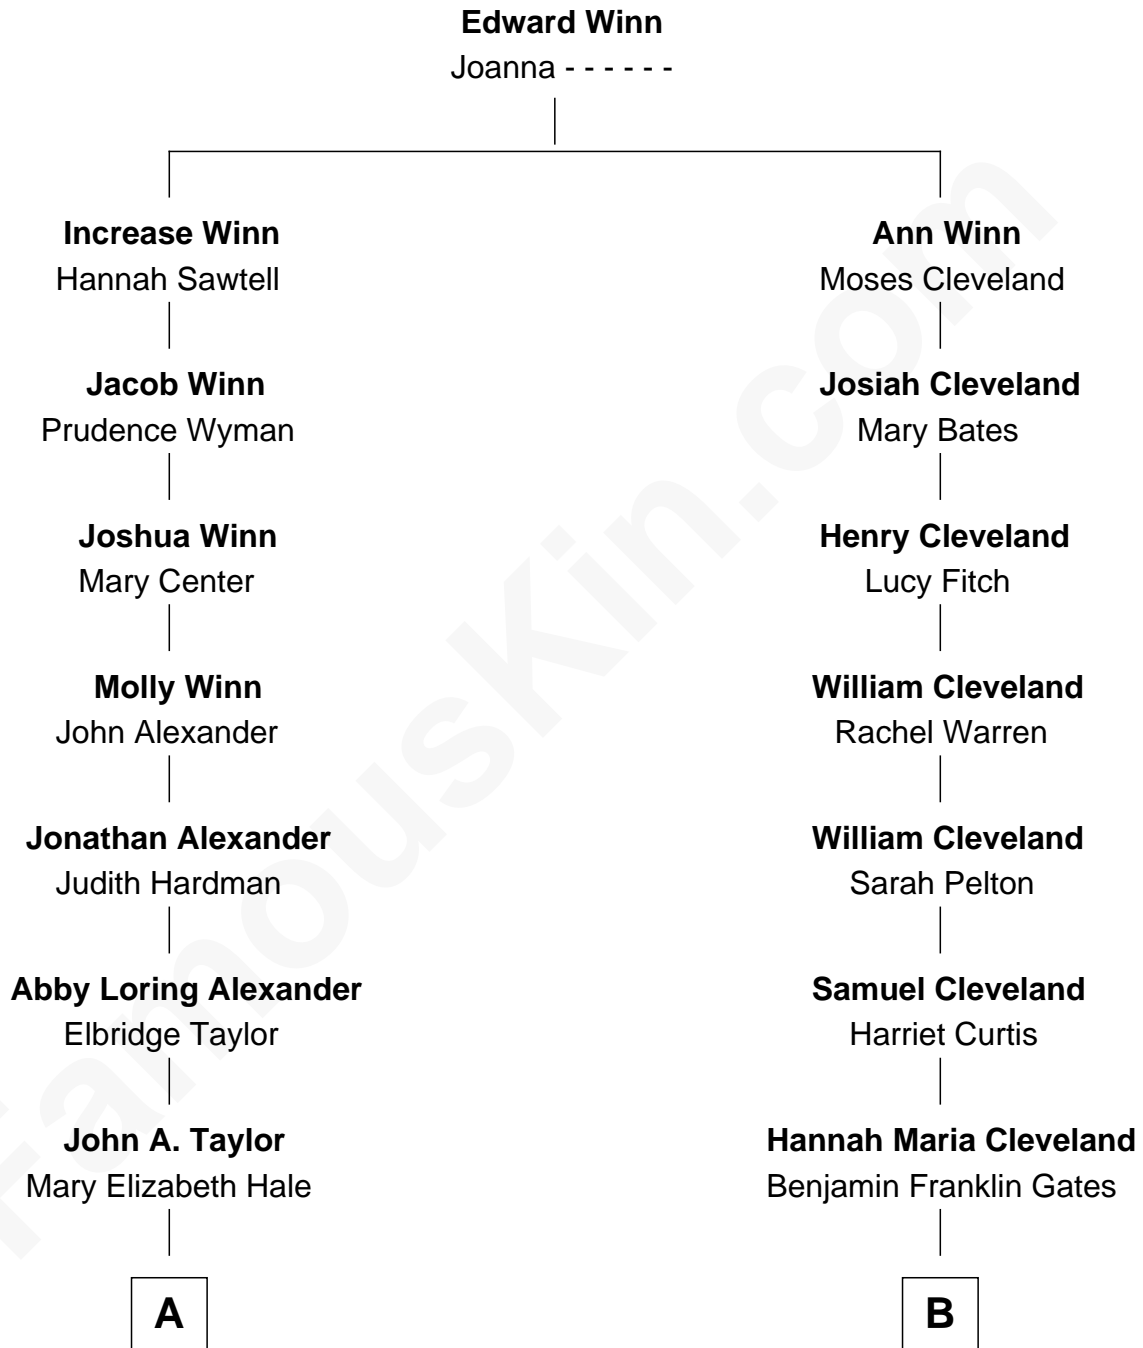 Edward Winn
Joanna - - - - - -
Increase Winn
Hannah Sawtell
Ann Winn
Moses Cleveland
Jacob Winn
Prudence Wyman
Josiah Cleveland
Mary Bates
Joshua Winn
Mary Center
Henry Cleveland
Lucy Fitch
Molly Winn
John Alexander
William Cleveland
Rachel Warren
Jonathan Alexander
Judith Hardman
William Cleveland
Sarah Pelton
Abby Loring Alexander
Elbridge Taylor
Samuel Cleveland
Harriet Curtis
John A. Taylor
Mary Elizabeth Hale
Hannah Maria Cleveland
Benjamin Franklin Gates
A
B
FamousKin.com